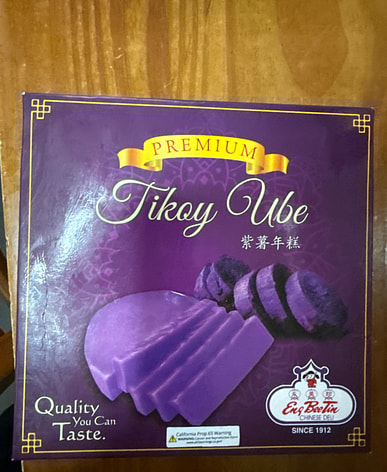 PREMIUM
Tikoy Ube
紫薯年糕
Quality
You Can
Taste.
California Prop 65 Warning
WARNING
Eng Bee Tin
CHINESE DELI
SINCE 1912